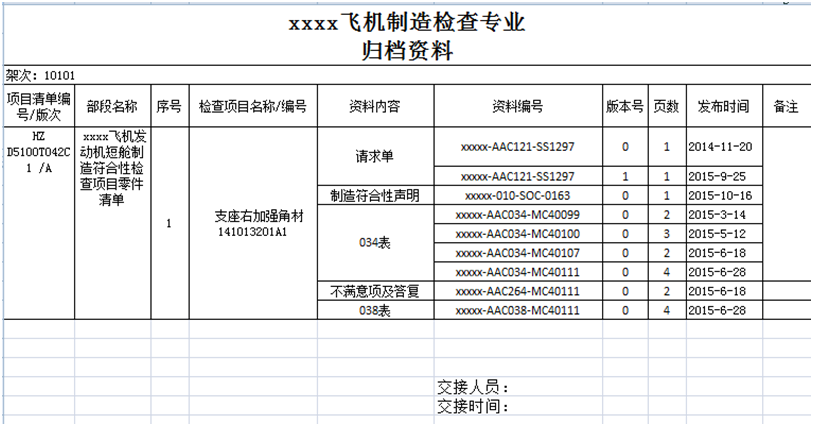 xxxx飞机制造检查专业
归档资料
架次: 10101
项目清单编号/版次 部段名称 序号 检查项目名称/编号 资料内容 资料编号 版本号 页数 发布时间 备注
HZ
D5100T042C
1 /A
xxxx飞机发
动机短舱制
造符合性检
查项目零件
清单
1
支座右加强角材
141013201A1
请求单 xxxxx-AAC121-SS1297 0 1 2014-11-20
xxxxx-AAC121-SS1297 1 1 2015-9-25
制造符合性声明 xxxxx-010-SOC-0163 0 1 2015-10-16
034表 xxxxx-AAC034-MC40099 0 2 2015-3-14
xxxxx-AAC034-MC40100 0 3 2015-5-12
xxxxx-AAC034-MC40107 0 2 2015-6-18
xxxxx-AAC034-MC40111 0 4 2015-6-28
不满意项及答复 xxxxx-AAC264-MC40111 0 2 2015-6-18
038表 xxxxx-AAC038-MC40111 0 4 2015-6-28
交接人员：
交接时间：